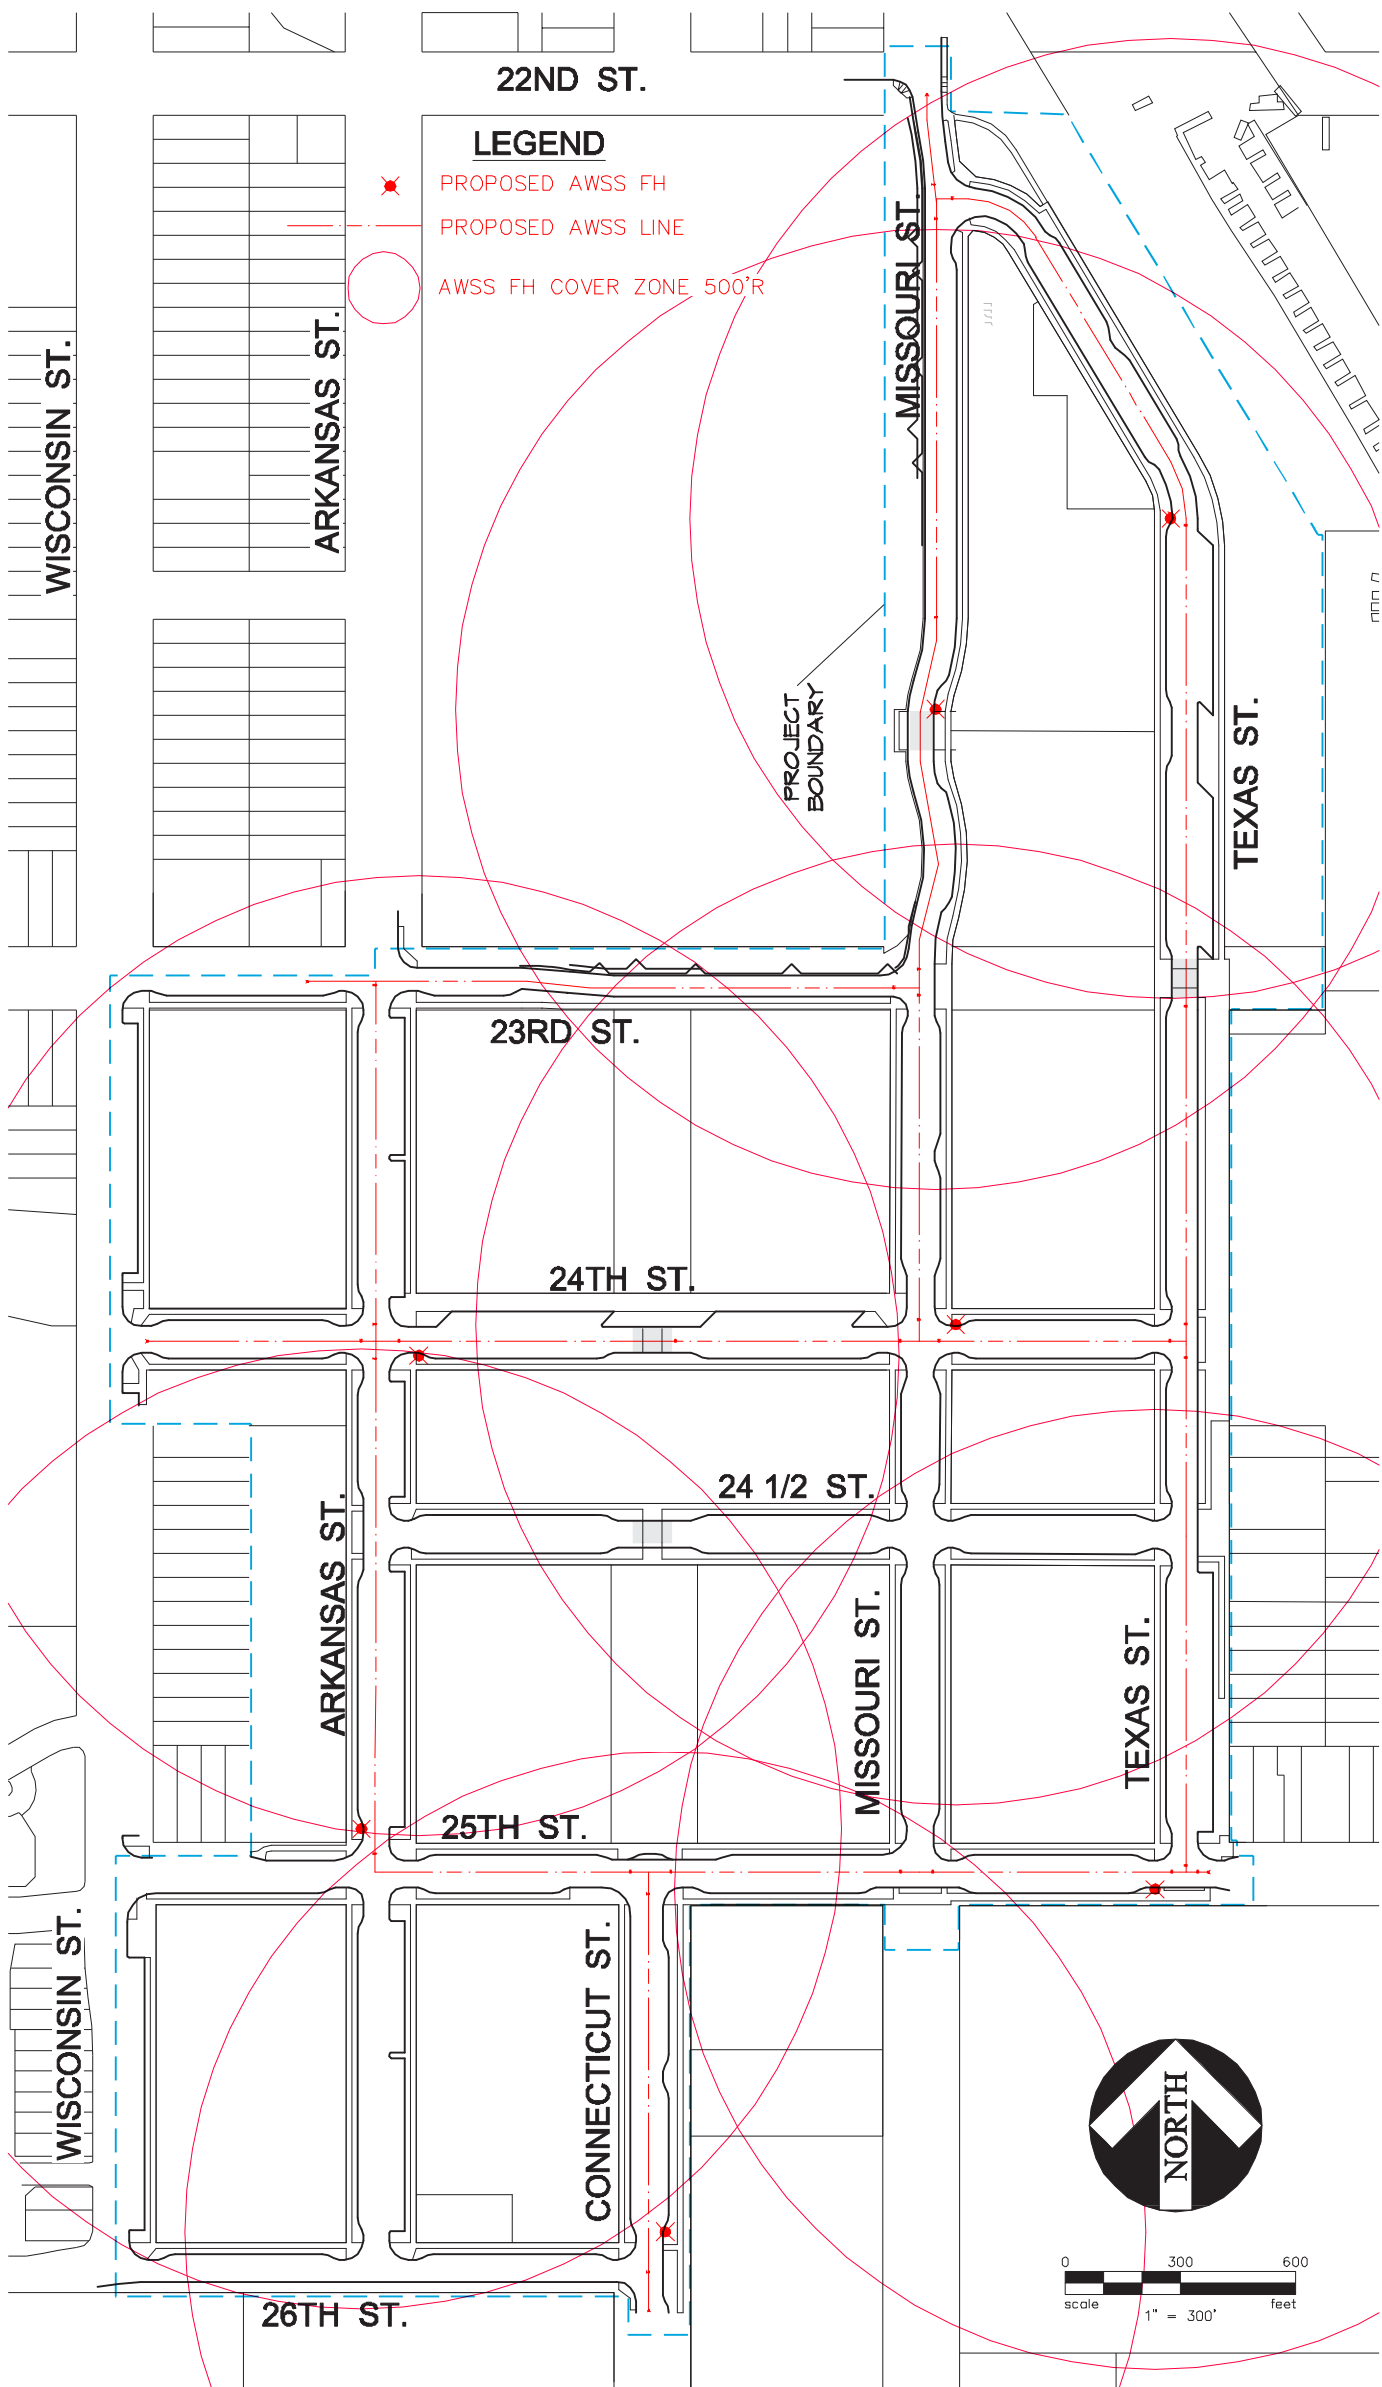 22ND ST.
LEGEND
PROPOSED AWSS FH
PROPOSED AWSS LINE
AWSS FH COVER ZONE 500'R
MISSOURI ST.
ARKANSAS ST.
WISCONSIN ST.
PROJECT
BOUNDARY
TEXAS ST.
23RD ST.
24TH ST.
24 1/2 ST.
ARKANSAS ST.
MISSOURI ST.
TEXAS ST.
25TH ST.
WISCONSIN ST.
CONNECTICUT ST.
NORTH
0 300 600
scale feet
1" = 300'
26TH ST.